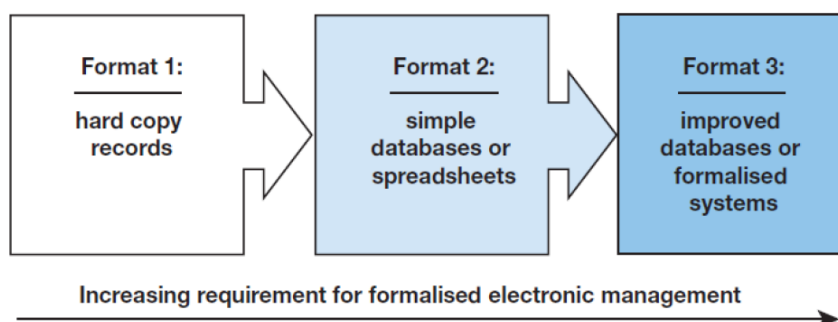 Format 1:
hard copy
records
Format 2:
simple
databases or
spreadsheets
Format 3:
improved
databases or
formalised
systems
Increasing requirement for formalised electronic management